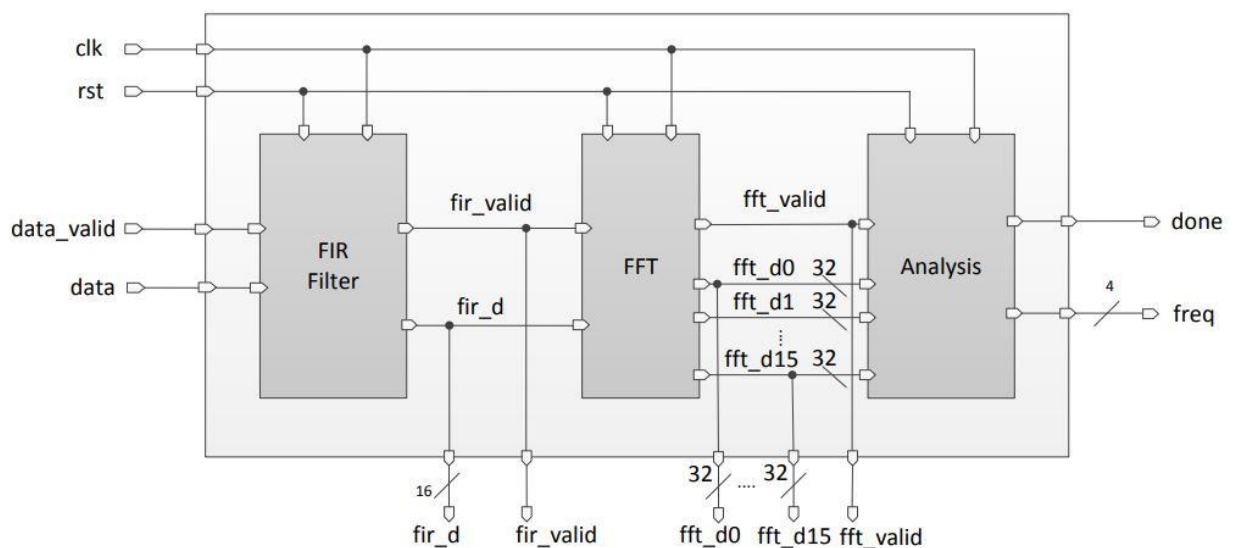 clk
rst
data_valid
data
FIR
Filter
fir_valid
fir_d
FFT
fft_valid
fft_d0 32
fft_d1 32
fft_d15 32
Analysis
done
4
freq
16
32 .... 32
fir_d fir_valid fft_d0 fft_d15 fft_valid